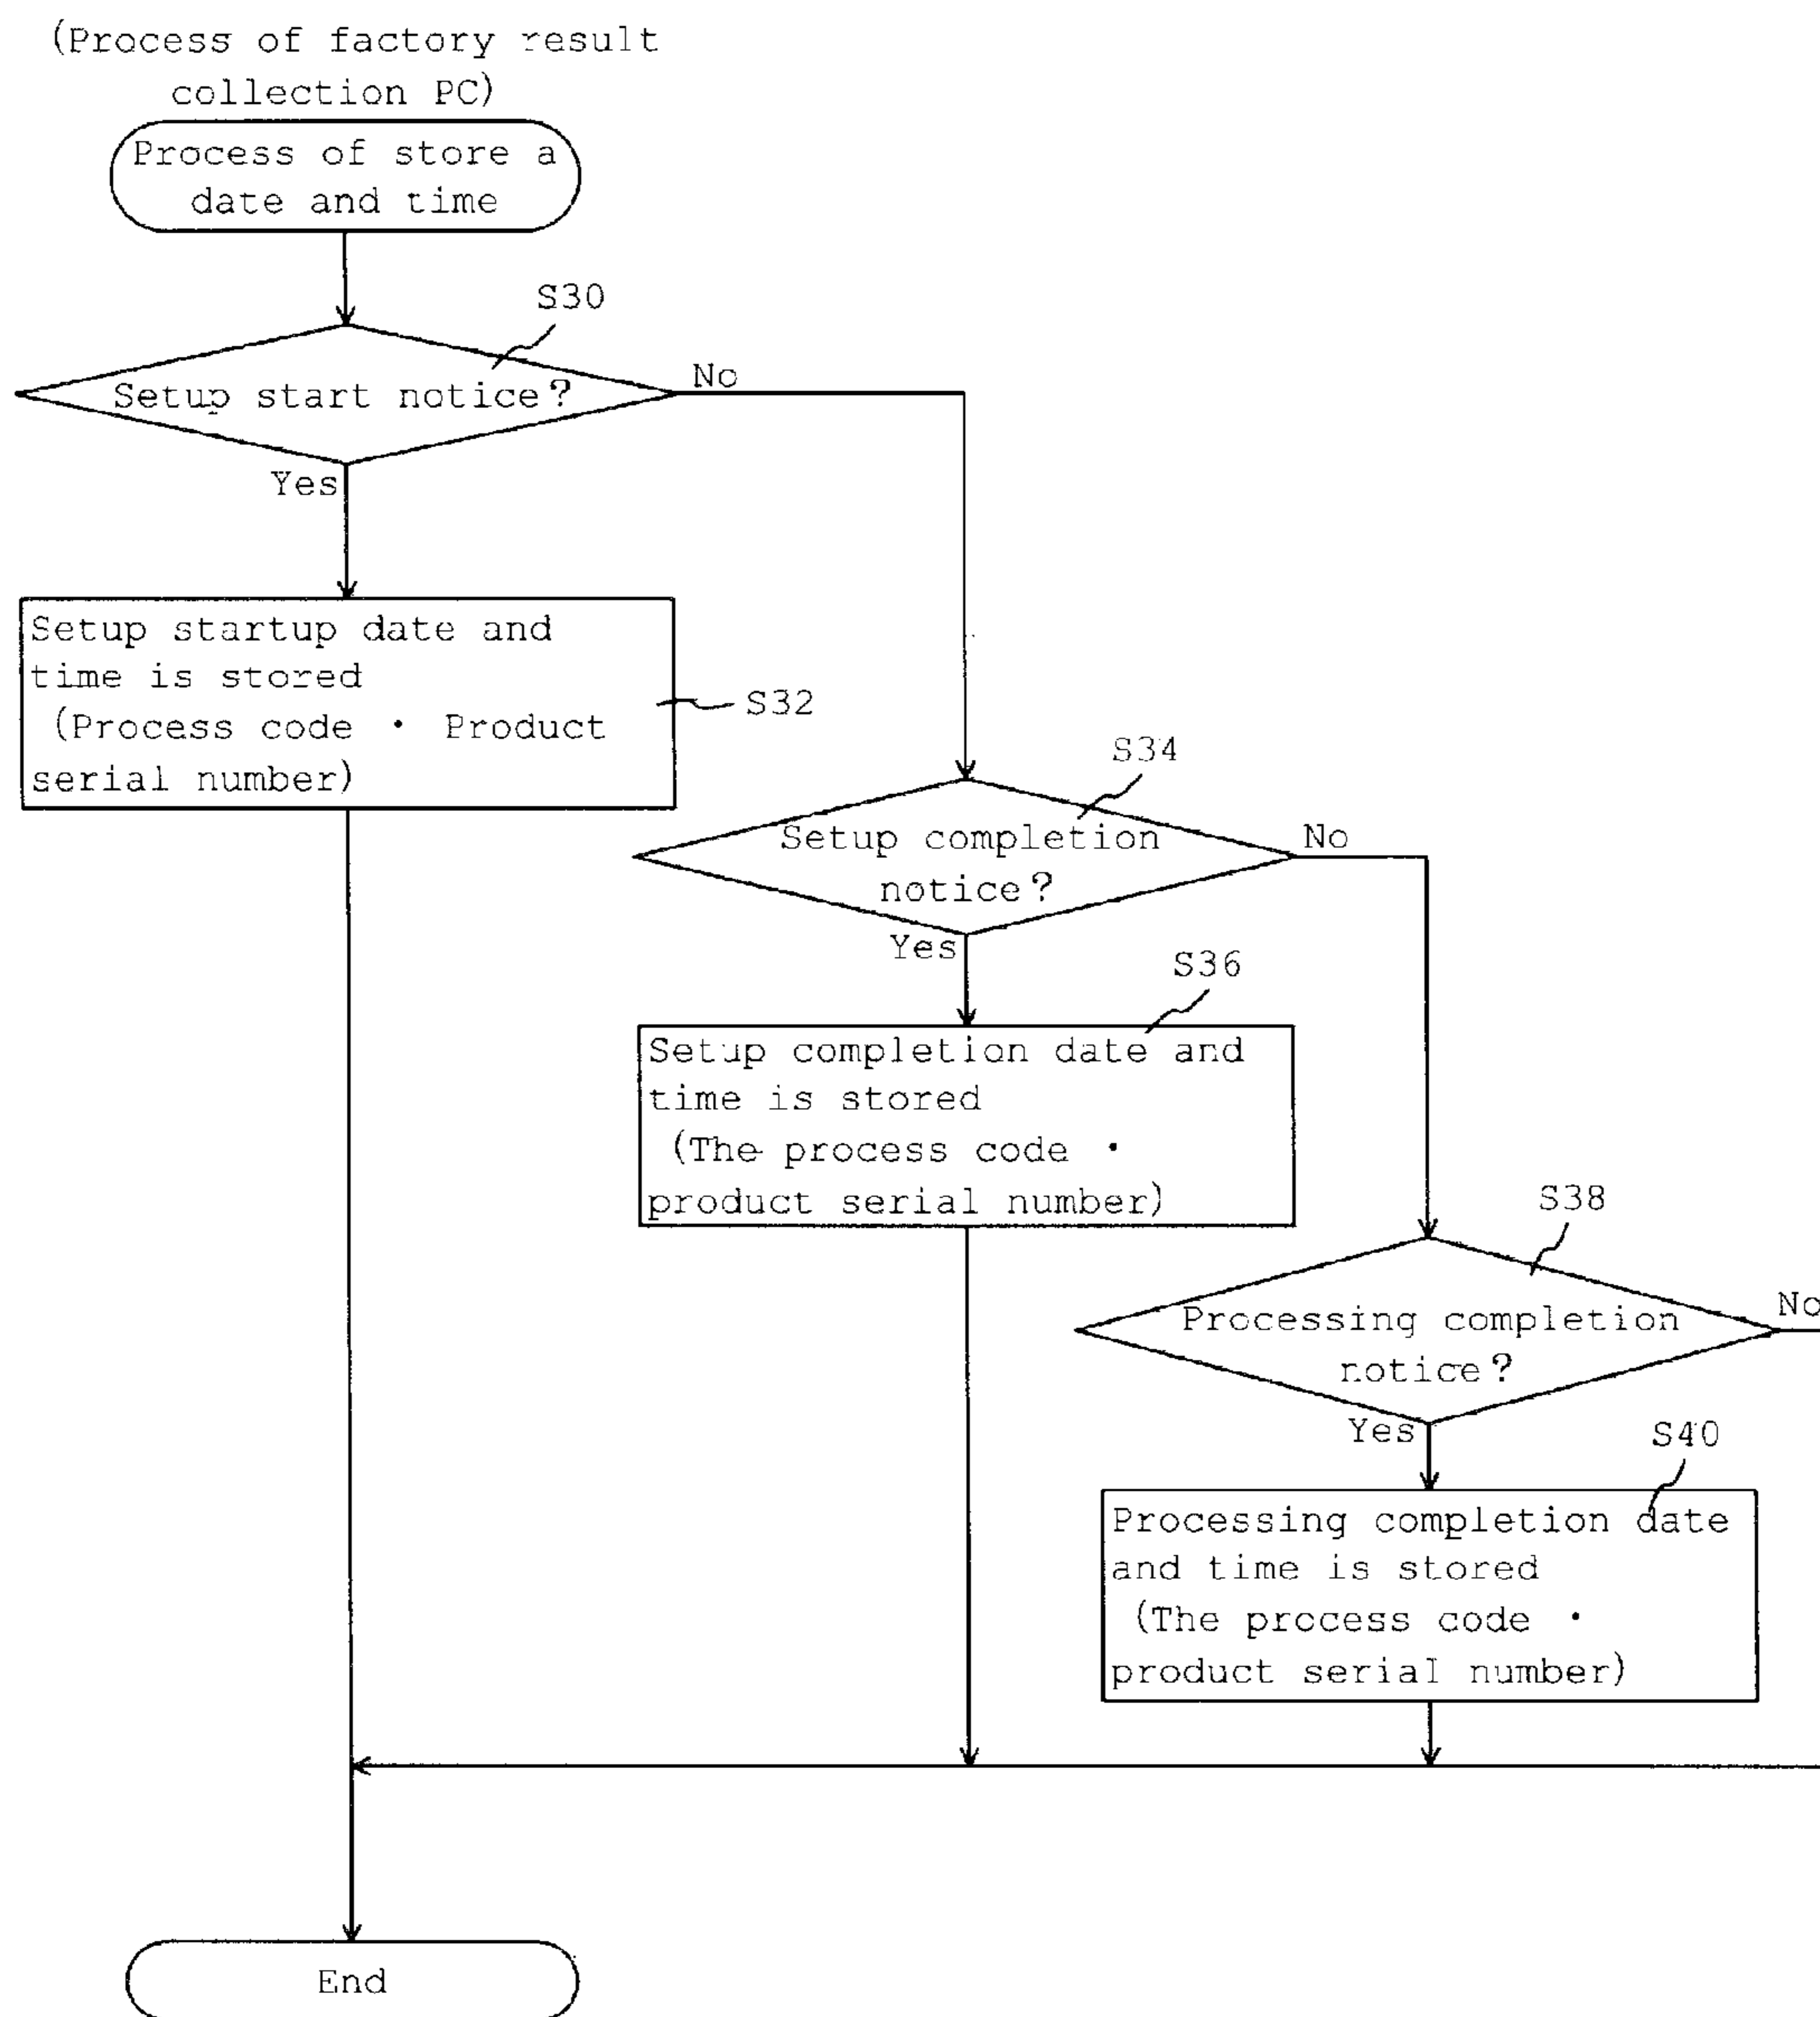 (Process of factory result
collection PC)
Process of store a
date and time
S30
Setup start notice?
No
Yes
Setup startup date and
time is stored
(Process code · Product
serial number)
S32
S34
Setup completion
notice?
No
Yes
S36
Setup completion date and
time is stored
(The process code ·
product serial number)
S38
Processing completion
notice?
No
Yes
S40
Processing completion date
and time is stored
(The process code ·
product serial number)
End